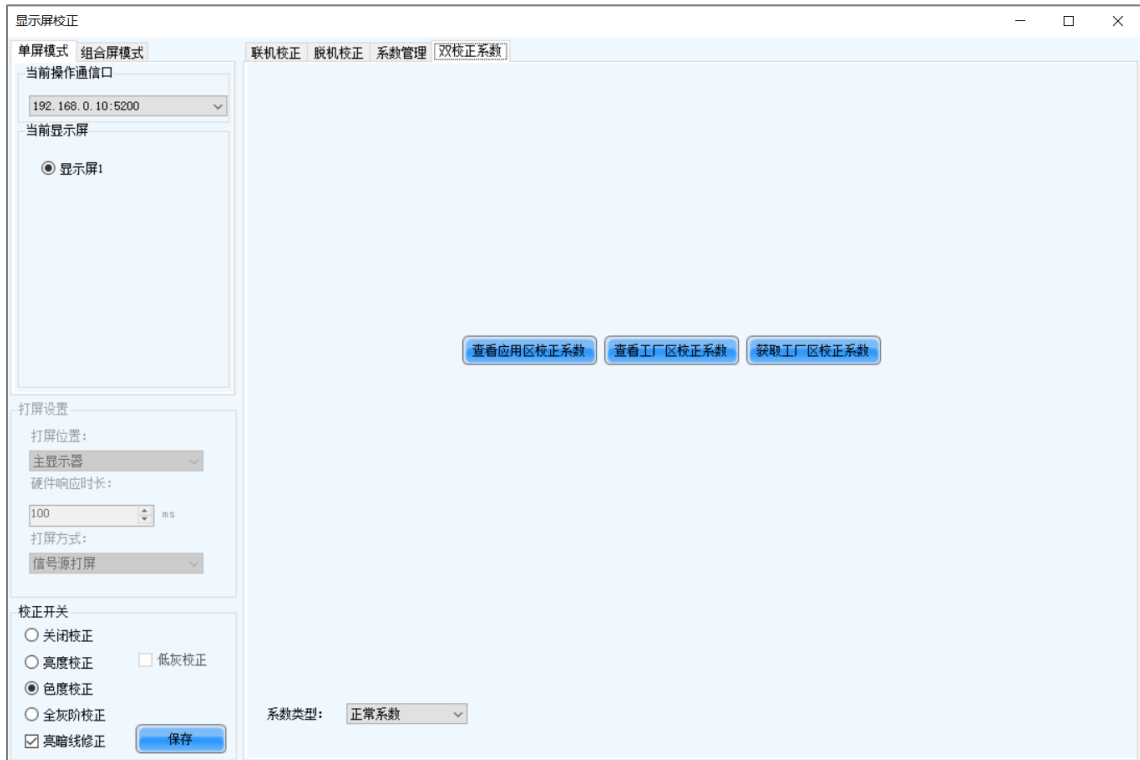 显示屏校正
单屏模式 组合屏模式
联机校正 脱机校正 系数管理 双校正系数
当前操作通信口
192.168.0.10:5200
当前显示屏
显示屏1
查看应用区校正系数 查看工厂区校正系数 获取工厂区校正系数
打屏设置
打屏位置:
主显示器
硬件响应时长:
100 ms
打屏方式:
信号源打屏
校正开关
关闭校正
亮度校正 低灰校正
色度校正
全灰阶校正
亮暗线修正 保存
系数类型: 正常系数